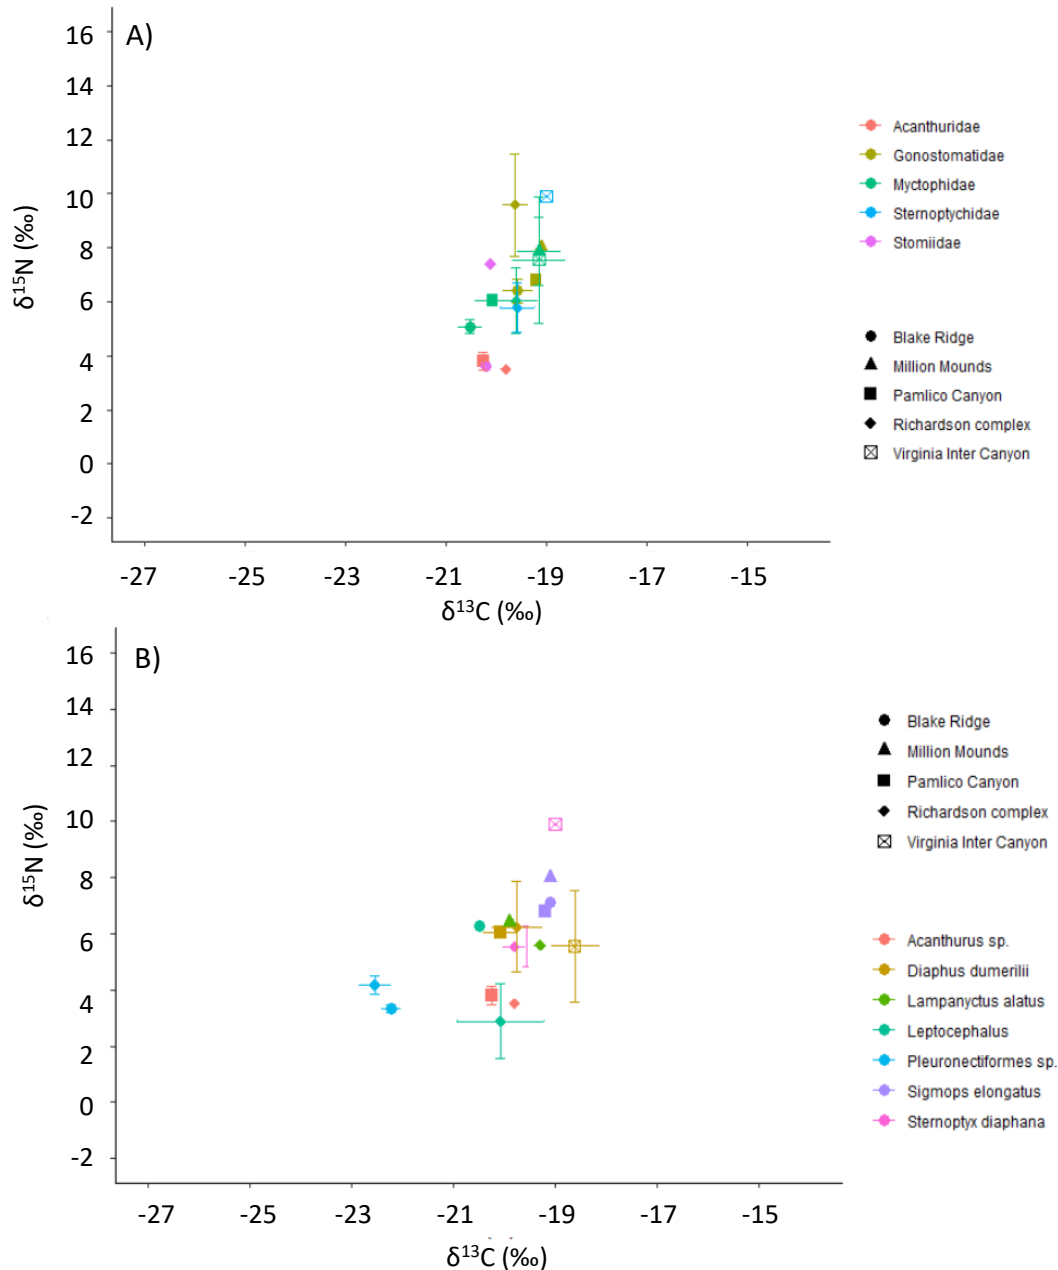 A)
16
14
12
10
8
6
4
2
0
-2
δ¹⁵N (‰)
-27 -25 -23 -21 -19 -17 -15
δ¹³C (‰)
Acanthuridae
Gonostomatidae
Myctophidae
Sternoptychidae
Stomiidae
Blake Ridge
Million Mounds
Pamlico Canyon
Richardson complex
Virginia Inter Canyon
B)
16
14
12
10
8
6
4
2
0
-2
δ¹⁵N (‰)
-27 -25 -23 -21 -19 -17 -15
δ¹³C (‰)
Blake Ridge
Million Mounds
Pamlico Canyon
Richardson complex
Virginia Inter Canyon
Acanthurus sp.
Diaphus dumerilii
Lampanyctus alatus
Leptocephalus
Pleuronectiformes sp.
Sigmops elongatus
Sternoptyx diaphana